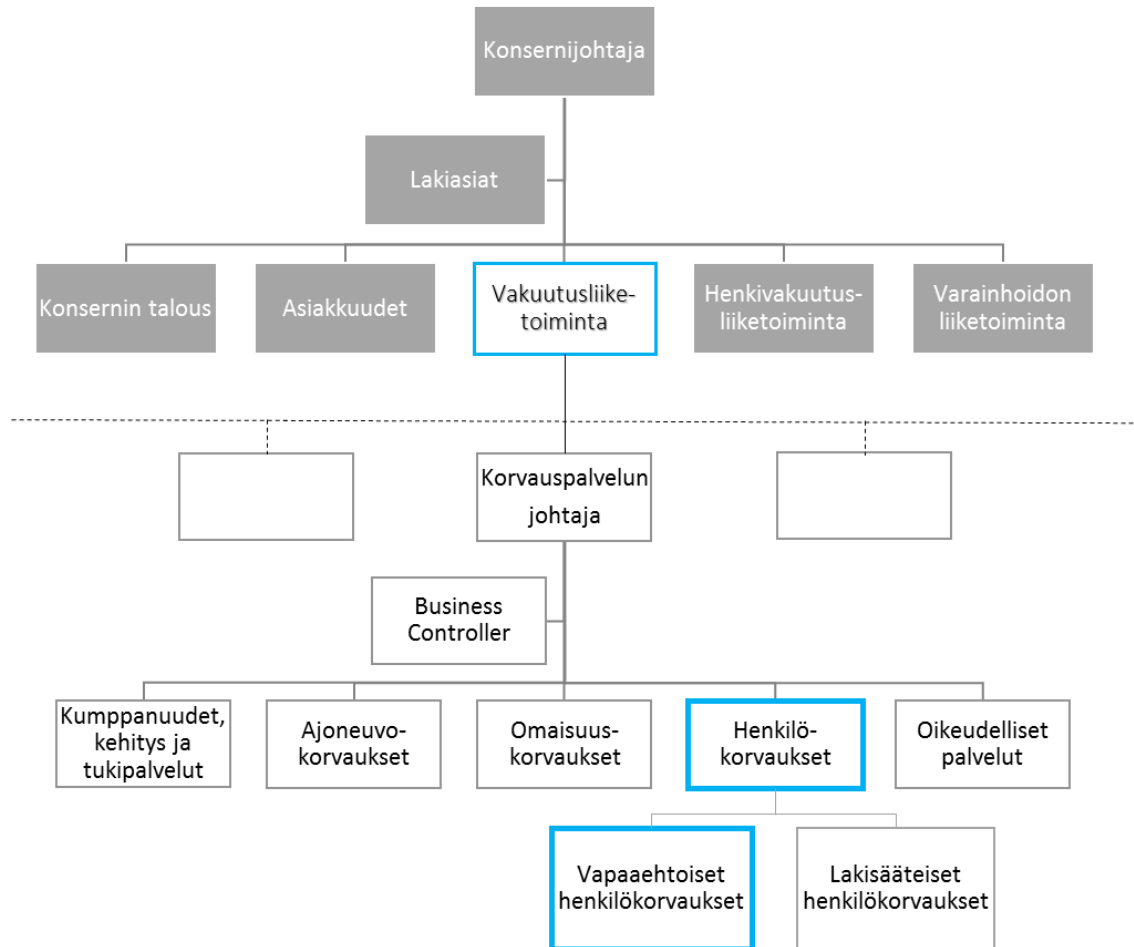 Konsernijohtaja
Lakiasiat
Konsernin talous
Asiakkuudet
Vakuutusliike-
toiminta
Henkivakuutus-
liiketoiminta
Varainhoidon
liiketoiminta
Korvauspalvelun
johtaja
Business
Controller
Kumppanuudet,
kehitys ja
tukipalvelut
Ajoneuvo-
korvaukset
Omaisuus-
korvaukset
Henkilö-
korvaukset
Oikeudelliset
palvelut
Vapaaehtoiset
henkilökorvaukset
Lakisääteiset
henkilökorvaukset